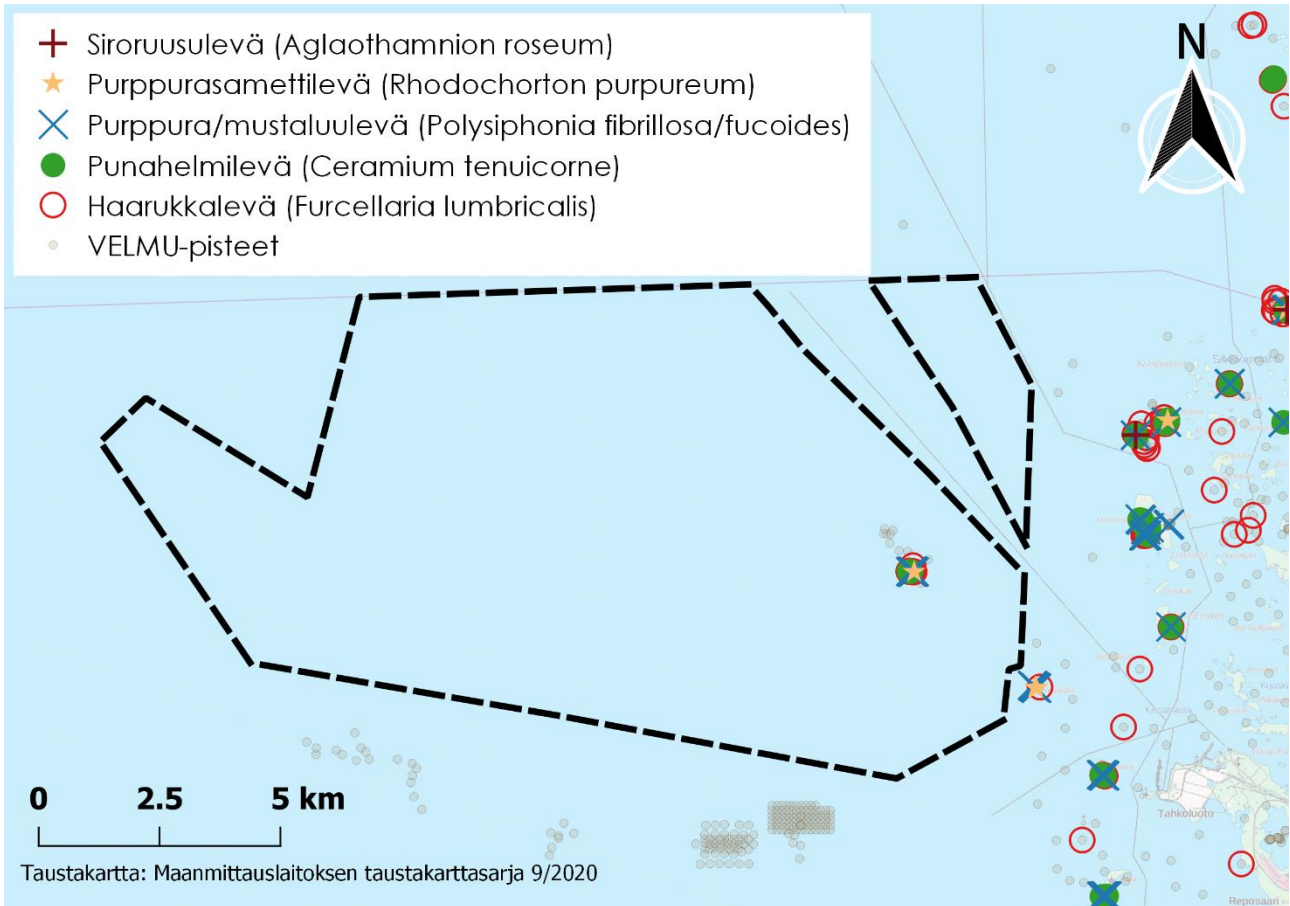 Siroruusulevä (Aglaothamnion roseum)
Purppurasamettilevä (Rhodochorton purpureum)
Purppura/mustaluulevä (Polysiphonia fibrillosa/fucoides)
Punahelmilevä (Ceramium tenuicorne)
Haarukkalevä (Furcellaria lumbricalis)
VELMU-pisteet
N
0 2.5 5 km
Taustakartta: Maanmittauslaitoksen taustakarttasarja 9/2020
Tahkoluoto
Reposaari